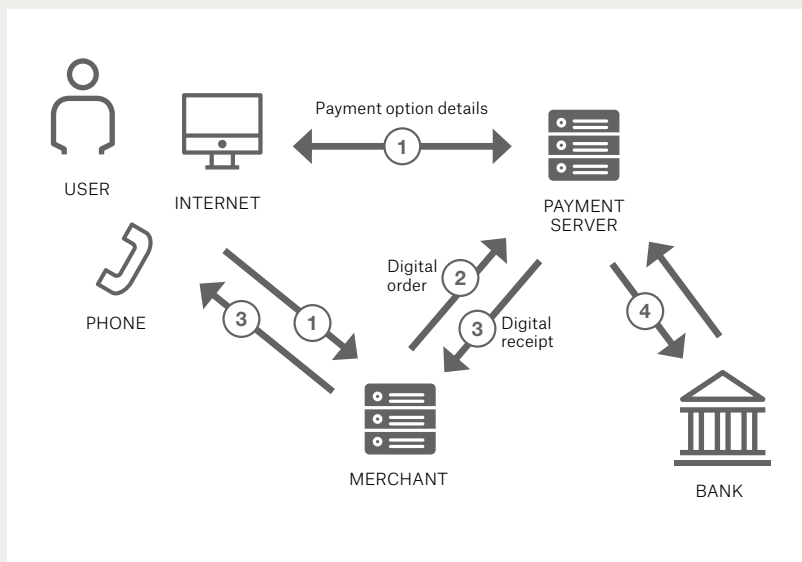 Payment option details
1
USER
INTERNET
PAYMENT
SERVER
Digital
order
2
PHONE
3
1
3
Digital
receipt
4
MERCHANT
BANK